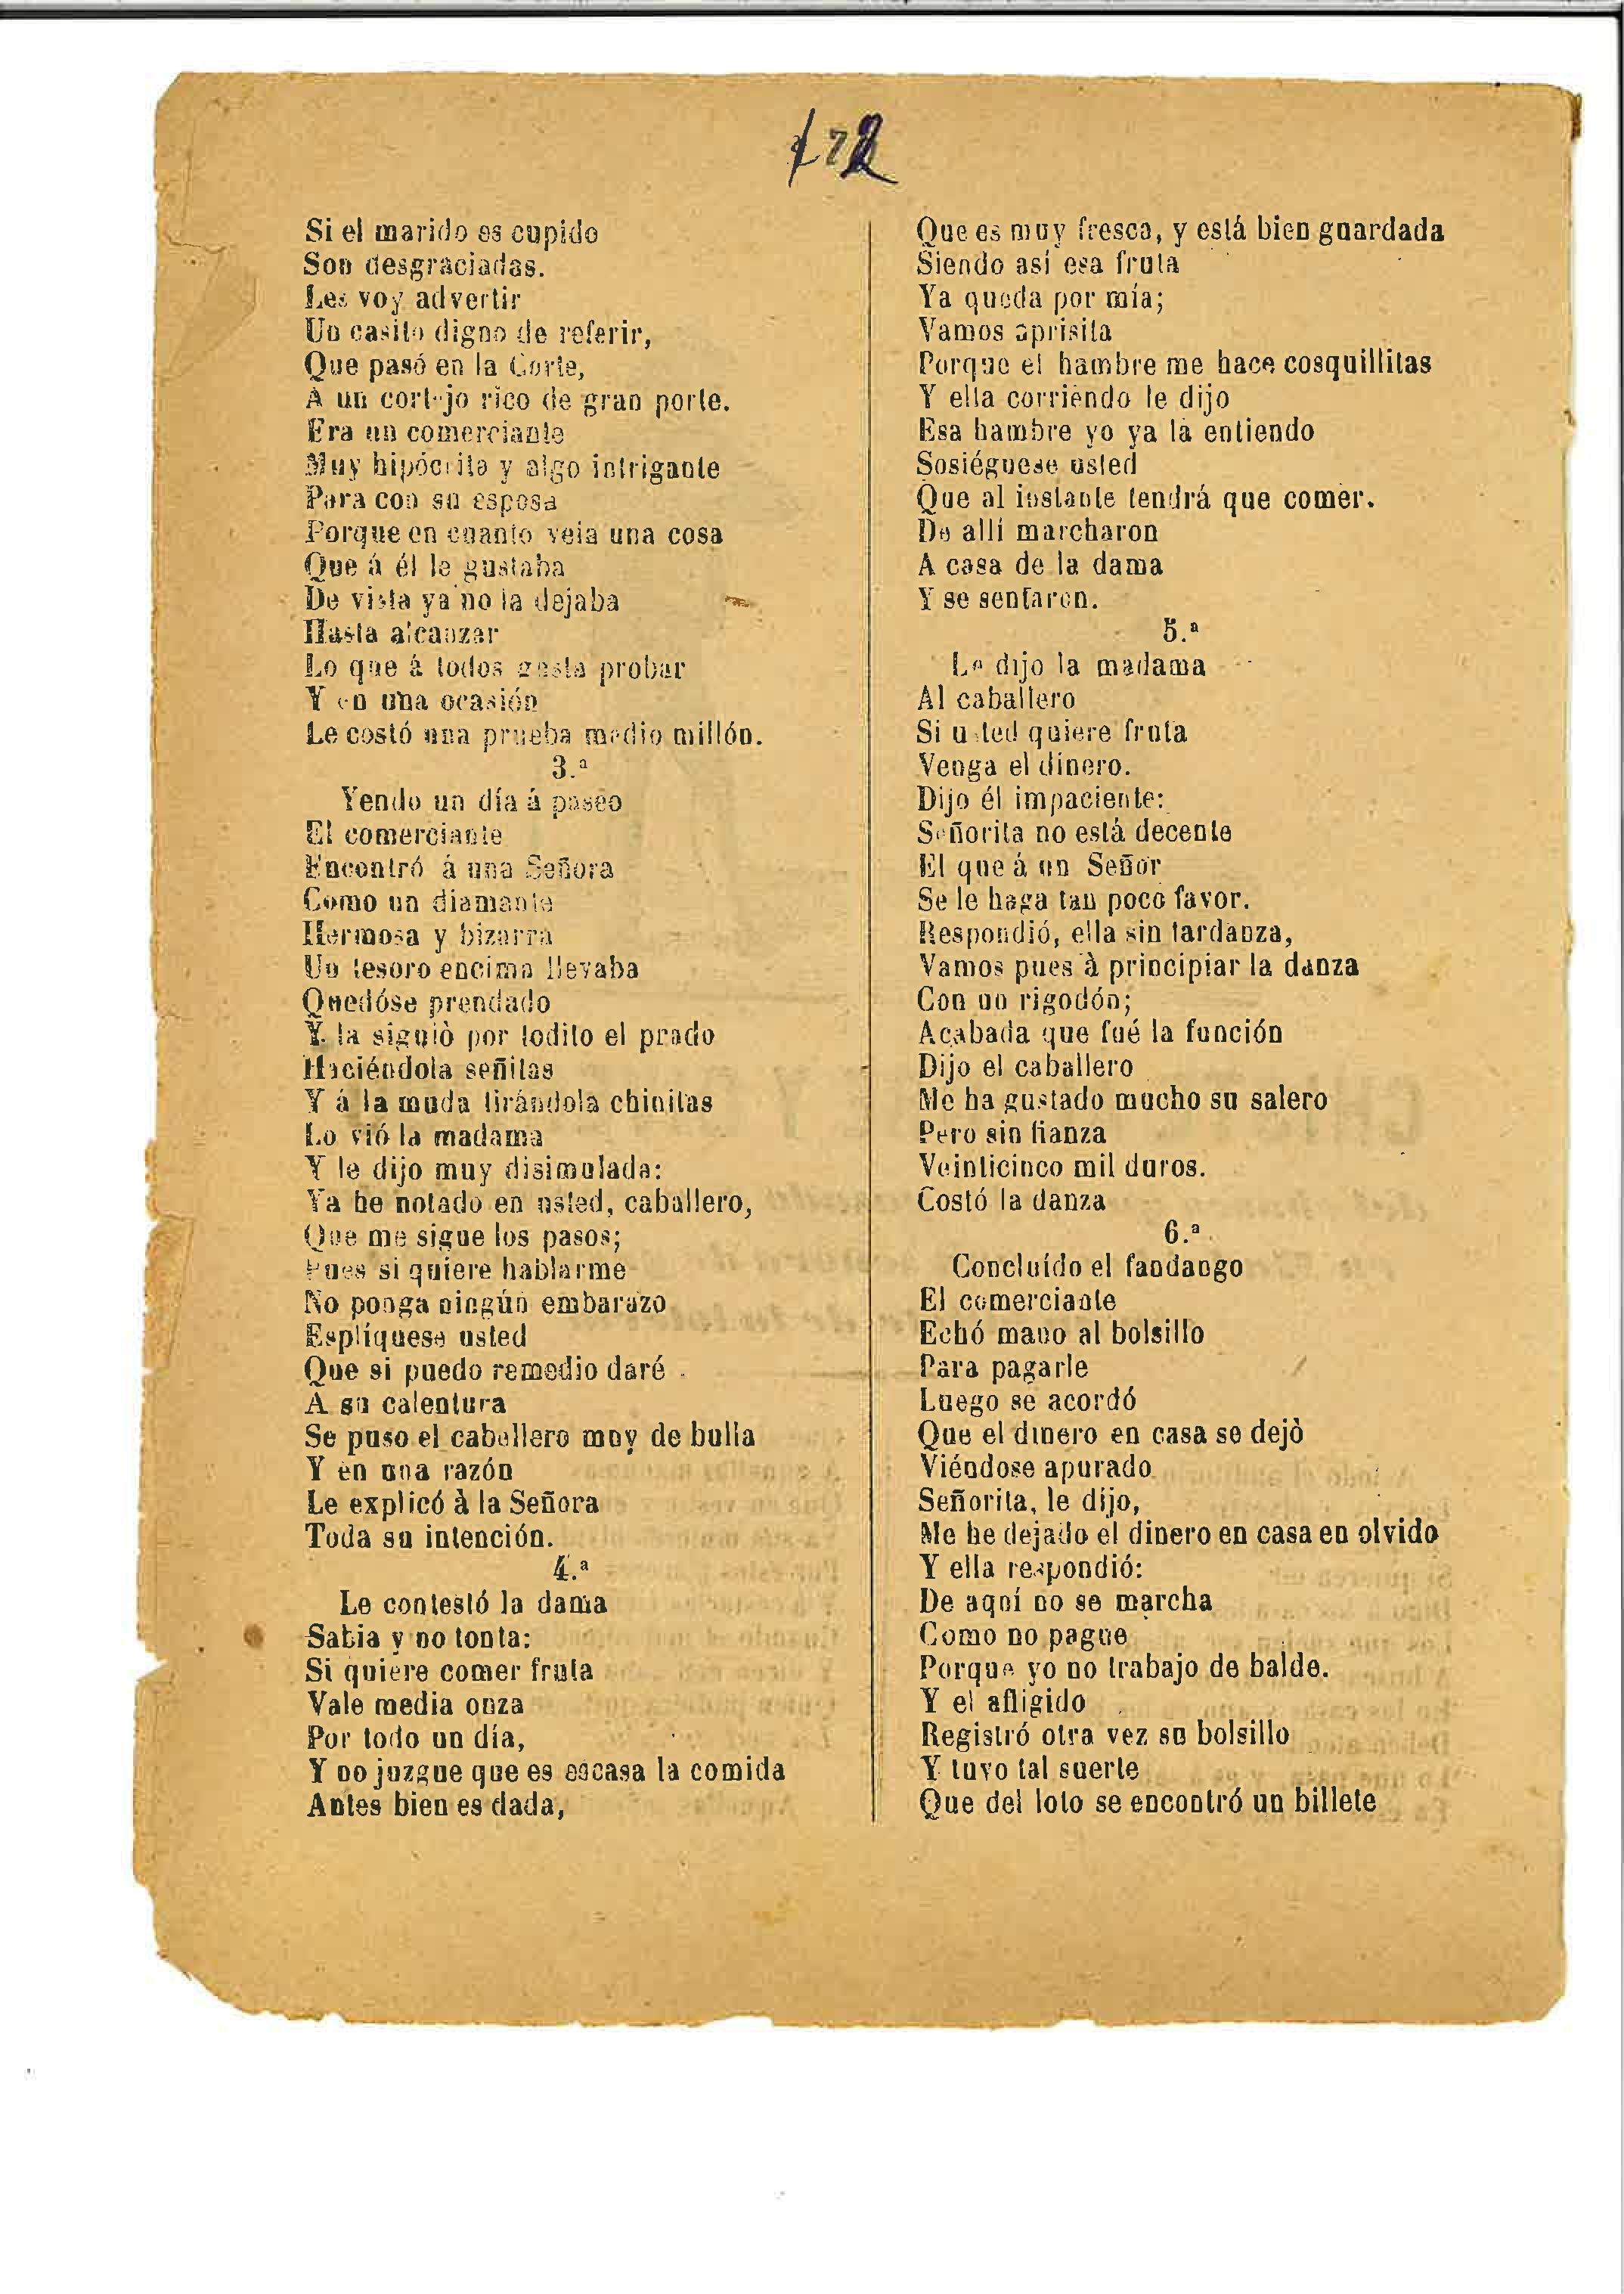 172
Si el marido es cupido
Son desgraciadas.
Les voy advertir
Un casito digno de referir,
Que pasó en la Corte,
A un cortejo rico de gran porte.
Era un comerciante
Muy hipócrita y algo intrigante
Para con su esposa
Porque en cuanto veia una cosa
Que á él le gustaba
De vista ya no la dejaba
Hasta alcanzar
Lo que á todos gusta probar
Y en una ocasión
Le costó una prueba medio millón.
3.ª
Yendo un día á paseo
El comerciante
Encontró á una Señora
Como un diamante
Hermosa y bizarra
Un tesoro encima llevaba
Quedóse prendado
Y la siguiò por todito el prado
Haciéndola señitas
Y á la muda tirándola chinitas
Lo vió la madama
Y le dijo muy disimulada:
Ya he notado en usted, caballero,
Que me sigue los pasos;
Pues si quiere hablarme
No ponga ningún embarazo
Esplíquese usted
Que si puedo remedio daré
A su calentura
Se puso el caballero muy de bulla
Y en una razón
Le explicó à la Señora
Toda su intención.
4.ª
Le contestó la dama
Sabia y no tonta:
Si quiere comer fruta
Vale media onza
Por todo un día,
Y no juzgue que es escasa la comida
Antes bien es dada,
Que es muy fresca, y está bien guardada
Siendo así esa fruta
Ya queda por mía;
Vamos aprisita
Porque el hambre me hace cosquillitas
Y ella corriendo le dijo
Esa hambre yo ya la entiendo
Sosiéguese usted
Que al instante tendrá que comer.
De allí marcharon
A casa de la dama
Y se sentaron.
5.ª
Le dijo la madama
Al caballero
Si usted quiere fruta
Venga el dinero.
Dijo él impaciente:
Señorita no está decente
El que á un Señor
Se le haga tan poco favor.
Respondió, ella sin tardanza,
Vamos pues à principiar la danza
Con un rigodón;
Acabada que fué la función
Dijo el caballero
Me ha gustado mucho su salero
Pero sin fianza
Veinticinco mil duros.
Costó la danza
6.ª
Concluído el fandango
El comerciante
Echó mano al bolsillo
Para pagarle
Luego se acordó
Que el dinero en casa se dejò
Viéndose apurado
Señorita, le dijo,
Me he dejado el dinero en casa en olvido
Y ella respondió:
De aquí no se marcha
Como no pague
Porque yo no trabajo de balde.
Y el afligido
Registró otra vez su bolsillo
Y tuvo tal suerte
Que del loto se encontró un billete